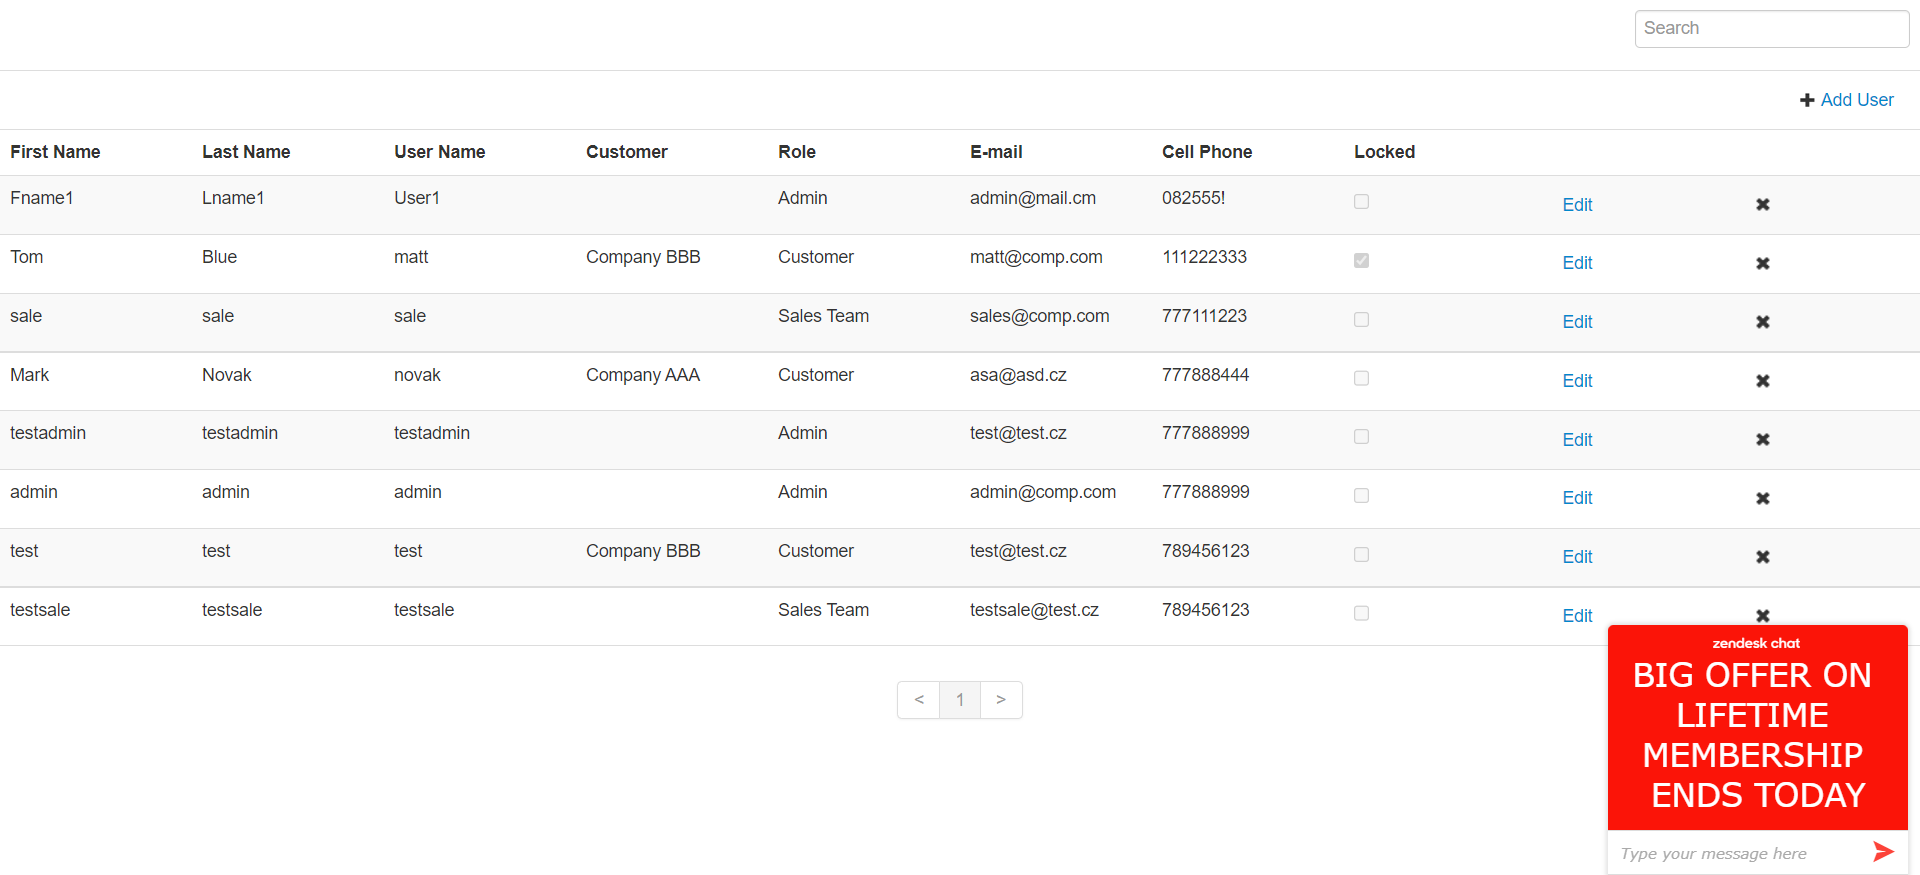 Search
Add User
First Name Last Name User Name Customer Role E-mail Cell Phone Locked
Fname1 Lname1 User1 Admin admin@mail.cm 082555! Edit
Tom Blue matt Company BBB Customer matt@comp.com 111222333 Edit
sale sale sale Sales Team sales@comp.com 777111223 Edit
Mark Novak novak Company AAA Customer asa@asd.cz 777888444 Edit
testadmin testadmin testadmin Admin test@test.cz 777888999 Edit
admin admin admin Admin admin@comp.com 777888999 Edit
test test test Company BBB Customer test@test.cz 789456123 Edit
testsale testsale testsale Sales Team testsale@test.cz 789456123 Edit
< 1 >
zendesk chat
BIG OFFER ON
LIFETIME
MEMBERSHIP
ENDS TODAY
Type your message here